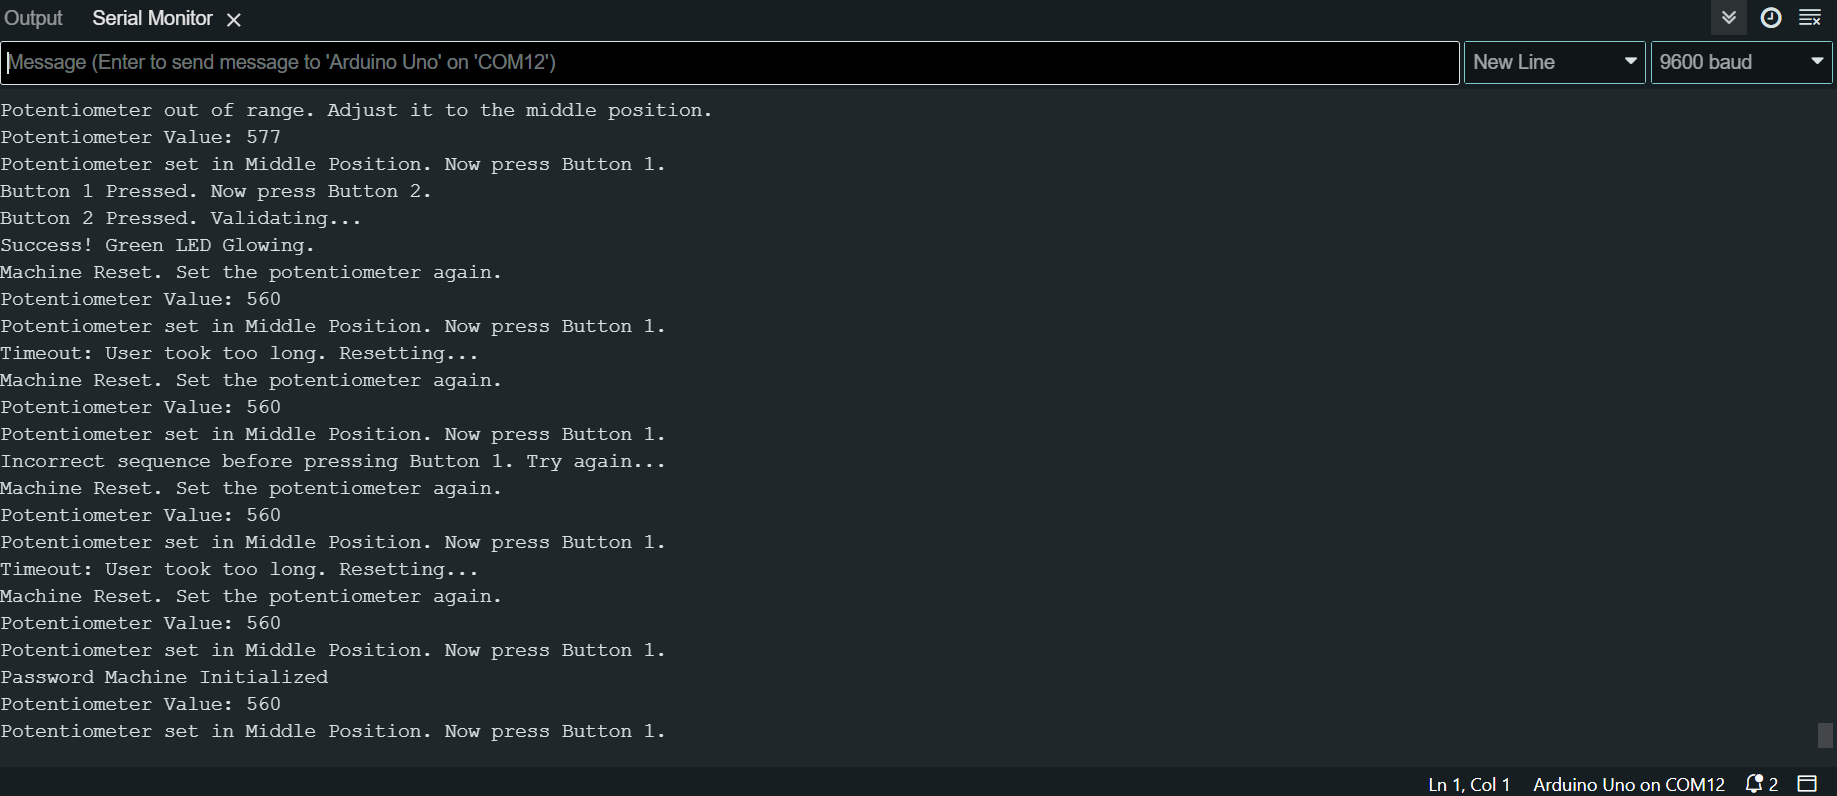 Output Serial Monitor
Message (Enter to send message to 'Arduino Uno' on 'COM12') New Line 9600 baud
Potentiometer out of range. Adjust it to the middle position.
Potentiometer Value: 577
Potentiometer set in Middle Position. Now press Button 1.
Button 1 Pressed. Now press Button 2.
Button 2 Pressed. Validating...
Success! Green LED Glowing.
Machine Reset. Set the potentiometer again.
Potentiometer Value: 560
Potentiometer set in Middle Position. Now press Button 1.
Timeout: User took too long. Resetting...
Machine Reset. Set the potentiometer again.
Potentiometer Value: 560
Potentiometer set in Middle Position. Now press Button 1.
Incorrect sequence before pressing Button 1. Try again...
Machine Reset. Set the potentiometer again.
Potentiometer Value: 560
Potentiometer set in Middle Position. Now press Button 1.
Timeout: User took too long. Resetting...
Machine Reset. Set the potentiometer again.
Potentiometer Value: 560
Potentiometer set in Middle Position. Now press Button 1.
Password Machine Initialized
Potentiometer Value: 560
Potentiometer set in Middle Position. Now press Button 1.
Ln 1, Col 1 Arduino Uno on COM12 2